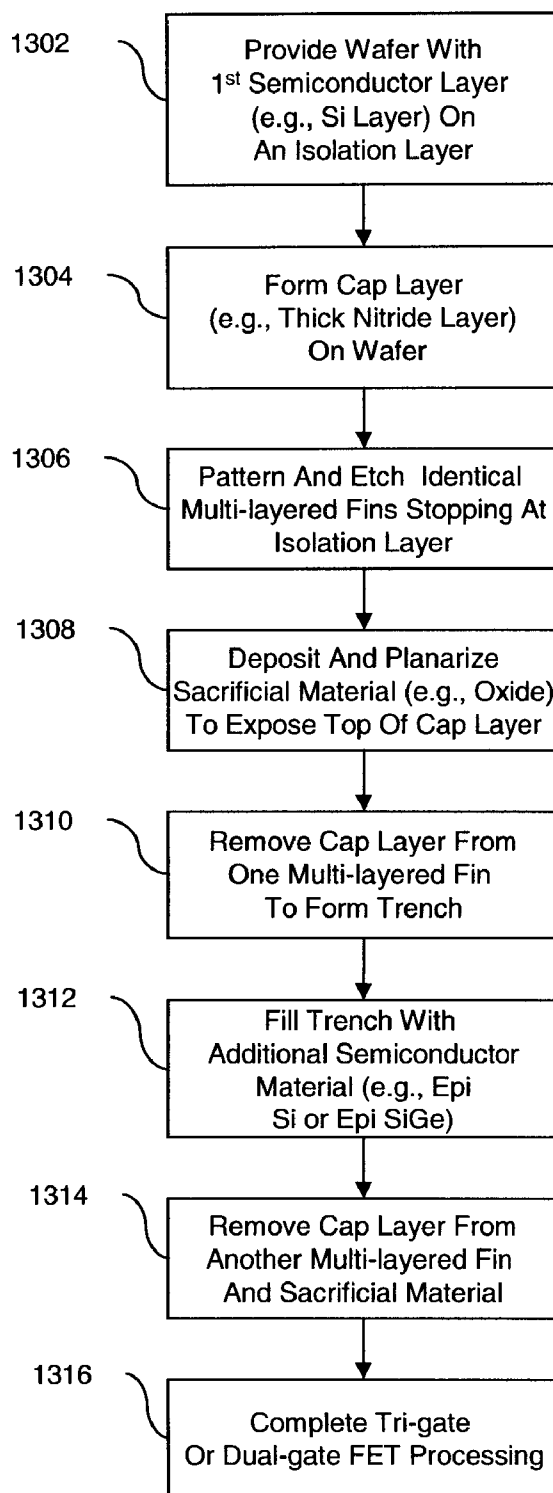 1302
Provide Wafer With
1st Semiconductor Layer
(e.g., Si Layer) On
An Isolation Layer
1304
Form Cap Layer
(e.g., Thick Nitride Layer)
On Wafer
1306
Pattern And Etch Identical
Multi-layered Fins Stopping At
Isolation Layer
1308
Deposit And Planarize
Sacrificial Material (e.g., Oxide)
To Expose Top Of Cap Layer
1310
Remove Cap Layer From
One Multi-layered Fin
To Form Trench
1312
Fill Trench With
Additional Semiconductor
Material (e.g., Epi
Si or Epi SiGe)
1314
Remove Cap Layer From
Another Multi-layered Fin
And Sacrificial Material
1316
Complete Tri-gate
Or Dual-gate FET Processing